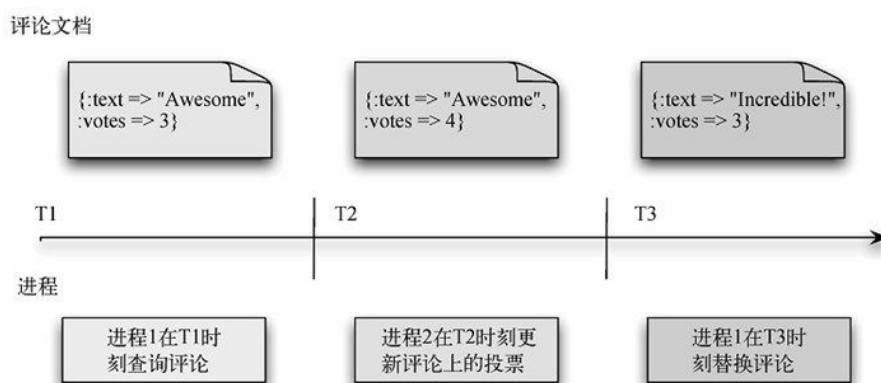 评论文档
{:text => "Awesome",
:votes => 3}
{:text => "Awesome",
:votes => 4}
{:text => "Incredible!",
:votes => 3}
T1
T2
T3
进程
进程1在T1时
刻查询评论
进程2在T2时刻更
新评论上的投票
进程1在T3时
刻替换评论